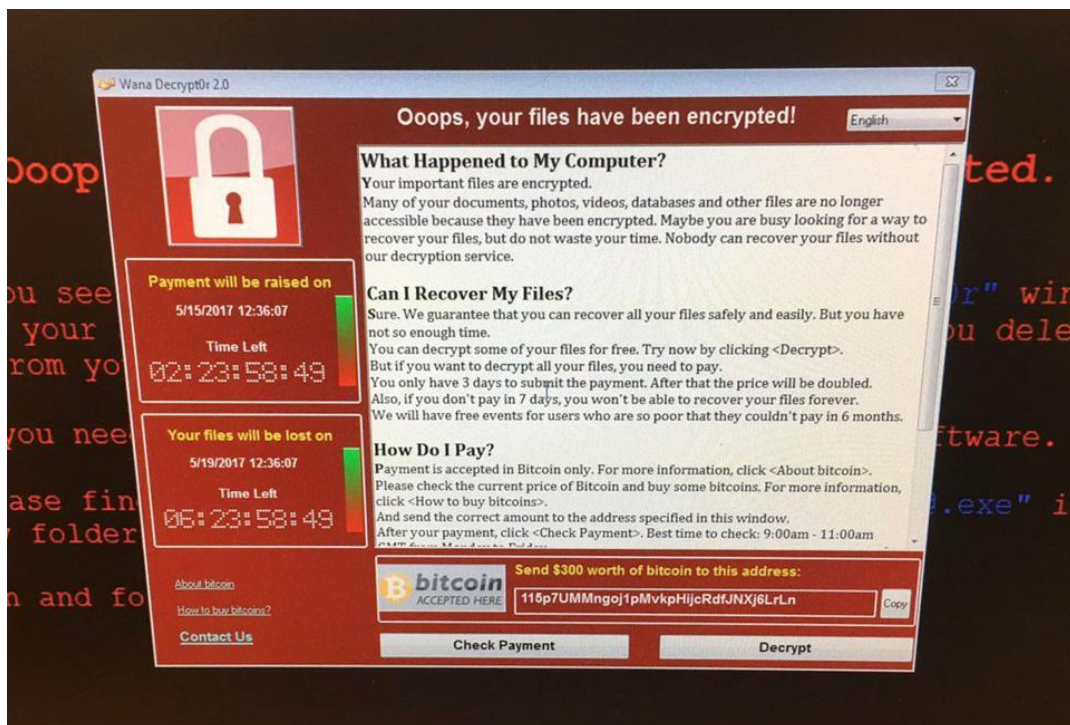 Wana Decrypt0r 2.0
Ooops, your files have been encrypted!
English
What Happened to My Computer?
Your important files are encrypted.
Many of your documents, photos, videos, databases and other files are no longer
accessible because they have been encrypted. Maybe you are busy looking for a way to
recover your files, but do not waste your time. Nobody can recover your files without
our decryption service.
Can I Recover My Files?
Sure. We guarantee that you can recover all your files safely and easily. But you have
not so enough time.
You can decrypt some of your files for free. Try now by clicking <Decrypt>.
But if you want to decrypt all your files, you need to pay.
You only have 3 days to submit the payment. After that the price will be doubled.
Also, if you don't pay in 7 days, you won't be able to recover your files forever.
We will have free events for users who are so poor that they couldn't pay in 6 months.
How Do I Pay?
Payment is accepted in Bitcoin only. For more information, click <About bitcoin>.
Please check the current price of Bitcoin and buy some bitcoins. For more information,
click <How to buy bitcoins>.
And send the correct amount to the address specified in this window.
After your payment, click <Check Payment>. Best time to check: 9:00am - 11:00am
GMT from Monday to Friday
Payment will be raised on
5/15/2017 12:36:07
Time Left
02:23:58:49
Your files will be lost on
5/19/2017 12:36:07
Time Left
06:23:58:49
About bitcoin
How to buy bitcoins?
Contact Us
bitcoin
ACCEPTED HERE
Send $300 worth of bitcoin to this address:
115p7UMMngoj1pMvkpHijcRdfJNXj6LrLn
Copy
Check Payment
Decrypt
Ooop
ted.
ou see
0r" win
your
ou dele
rom yo
you nee
tware.
ase fin
.exe" i
folder
n and fo